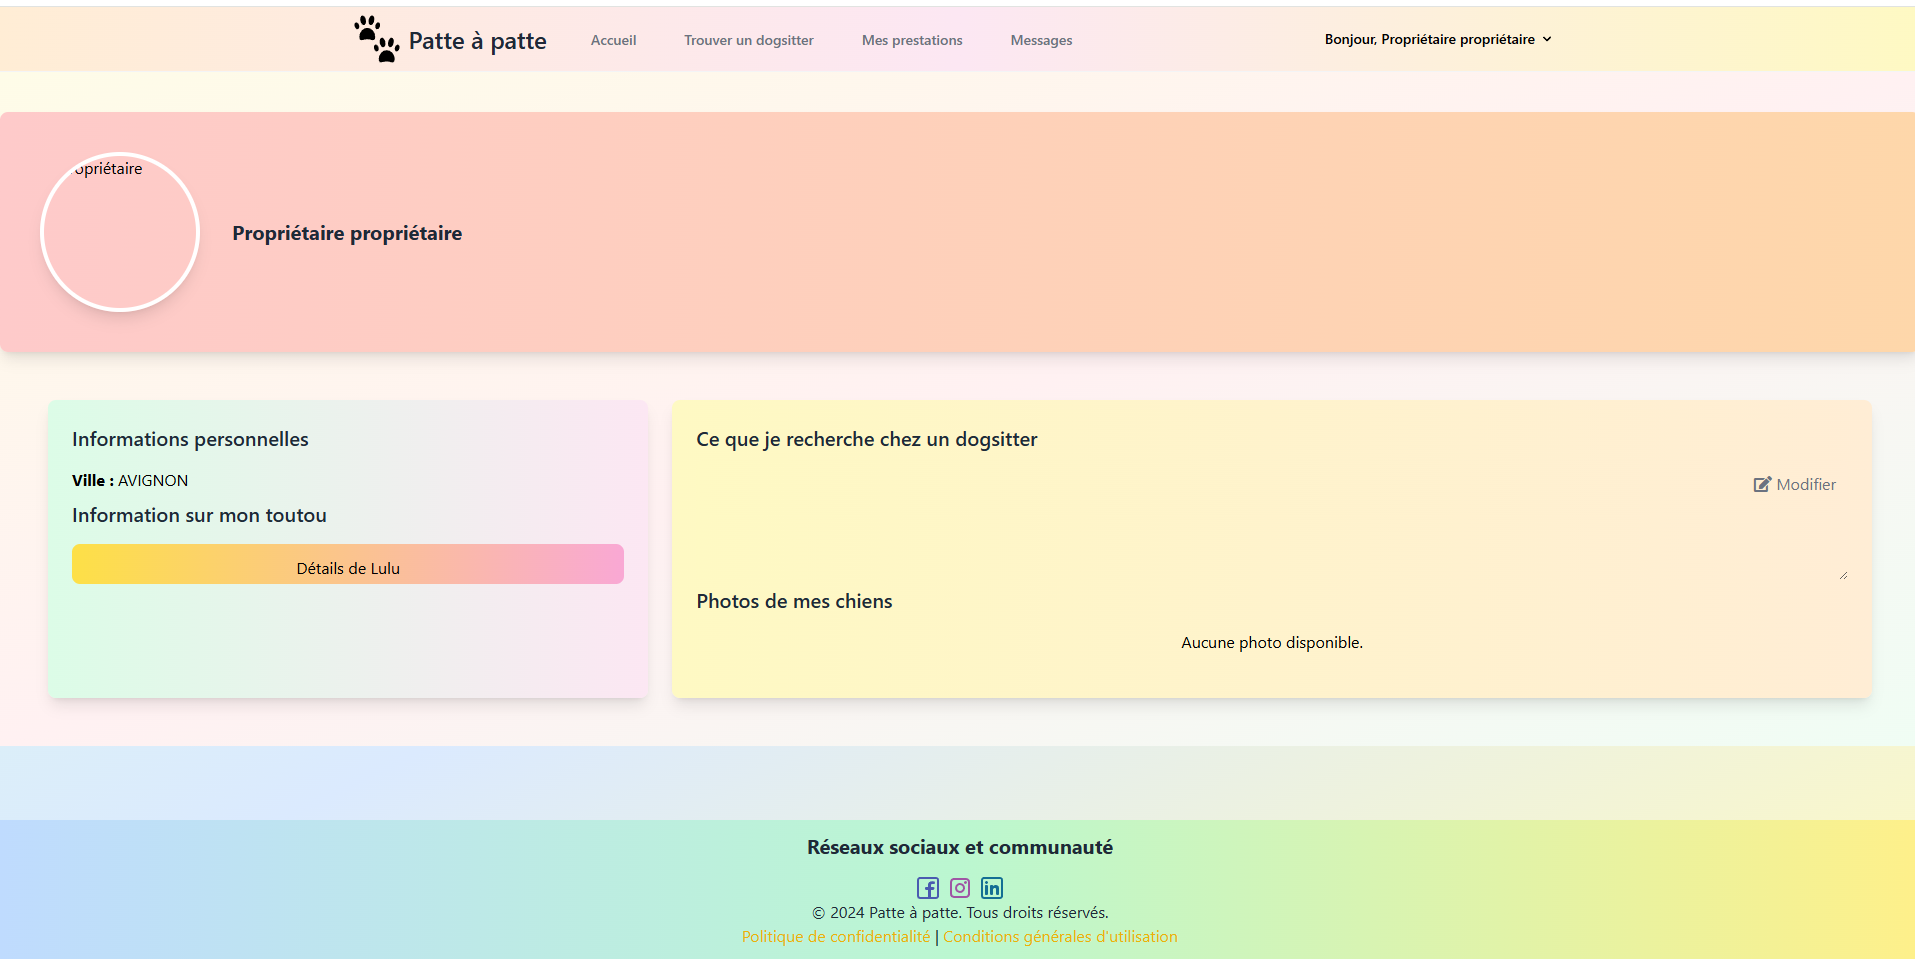 Patte à patte Accueil Trouver un dogsitter Mes prestations Messages Bonjour, Propriétaire propriétaire
opriétaire
Propriétaire propriétaire
Informations personnelles
Ville : AVIGNON
Information sur mon toutou
Détails de Lulu
Ce que je recherche chez un dogsitter
Modifier
Photos de mes chiens
Aucune photo disponible.
Réseaux sociaux et communauté
© 2024 Patte à patte. Tous droits réservés.
Politique de confidentialité | Conditions générales d'utilisation